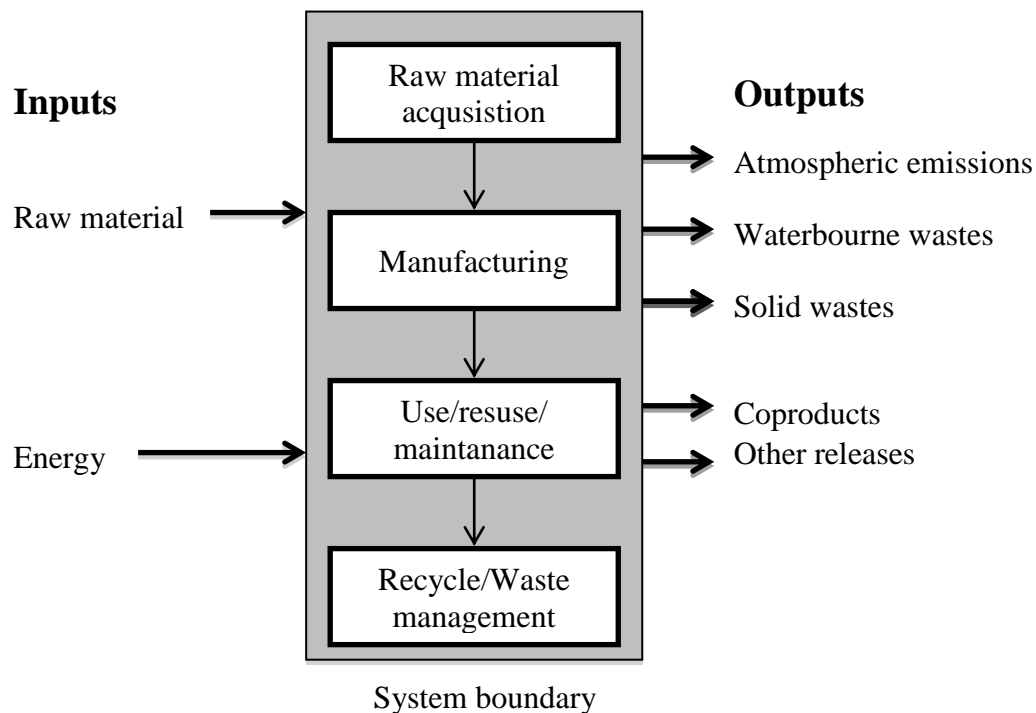 Inputs
Raw material
Energy
Raw material
acqusistion
Manufacturing
Use/resuse/
maintanance
Recycle/Waste
management
System boundary
Outputs
Atmospheric emissions
Waterbourne wastes
Solid wastes
Coproducts
Other releases